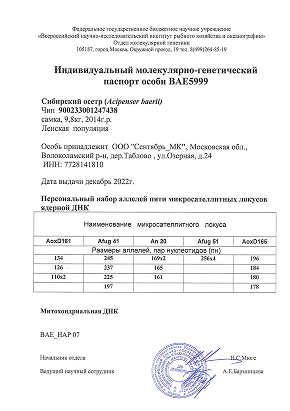 Федеральное государственное бюджетное научное учреждение
«Всероссийский научно-исследовательский институт рыбного хозяйства и океанографии»
Отдел молекулярной генетики
105187, город Москва, Окружной проезд, 19 тел. 8(499)264-85-19
Индивидуальный молекулярно-генетический
паспорт особи BAE5999
Сибирский осетр (Acipenser baerii)
Чип 900233001247438
самка, 9,8кг, 2014г.р.
Ленская популяция
Особь принадлежит ООО "Сентябрь_МК", Московская обл.,
Волоколамский р-н, дер.Таблово , ул.Озерная, д.24
ИНН: 7728141810
Дата выдачи декабрь 2022г.
Персональный набор аллелей пяти микросателлитных локусов
ядерной ДНК
Наименование микросателлитного локуса
AoxD161 Afug 41 An 20 Afug 51 AoxD165
Размеры аллелей, пар нуклеотидов (пн)
134 245 169x2 256x4 196
126 237 165 184
110x2 225 161 180
197 178
Митохондриальная ДНК
BAE_HAP 07
Начальник отдела Н.С.Мюге
Ведущий научный сотрудник А.Е.Барминцева